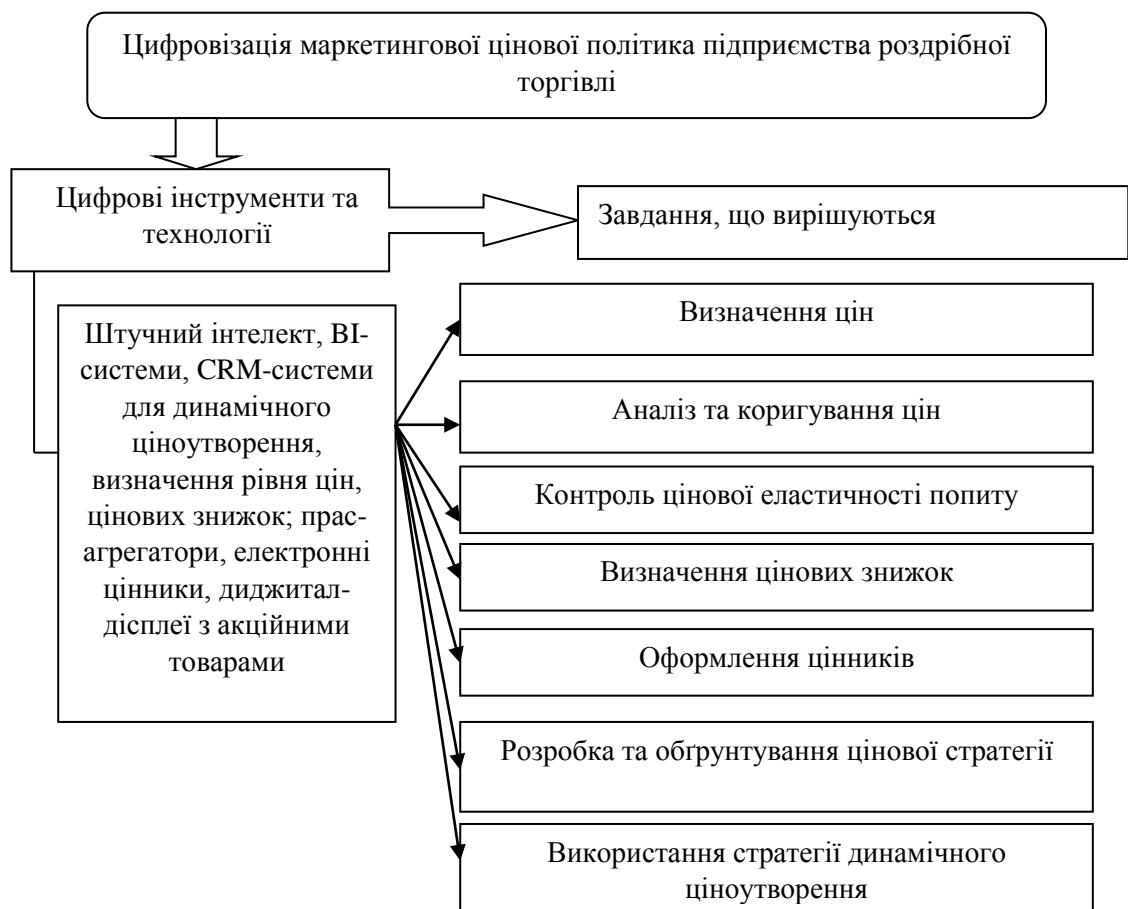 Цифровізація маркетингової цінової політика підприємства роздрібної
торгівлі
Цифрові інструменти та
технології
Завдання, що вирішуються
Штучний інтелект, BI-
системи, CRM-системи
для динамічного
ціноутворення,
визначення рівня цін,
цінових знижок; прас-
агрегатори, електронні
цінники, диджитал-
дісплеї з акційними
товарами
Визначення цін
Аналіз та коригування цін
Контроль цінової еластичності попиту
Визначення цінових знижок
Оформлення цінників
Розробка та обґрунтування цінової стратегії
Використання стратегії динамічного
ціноутворення